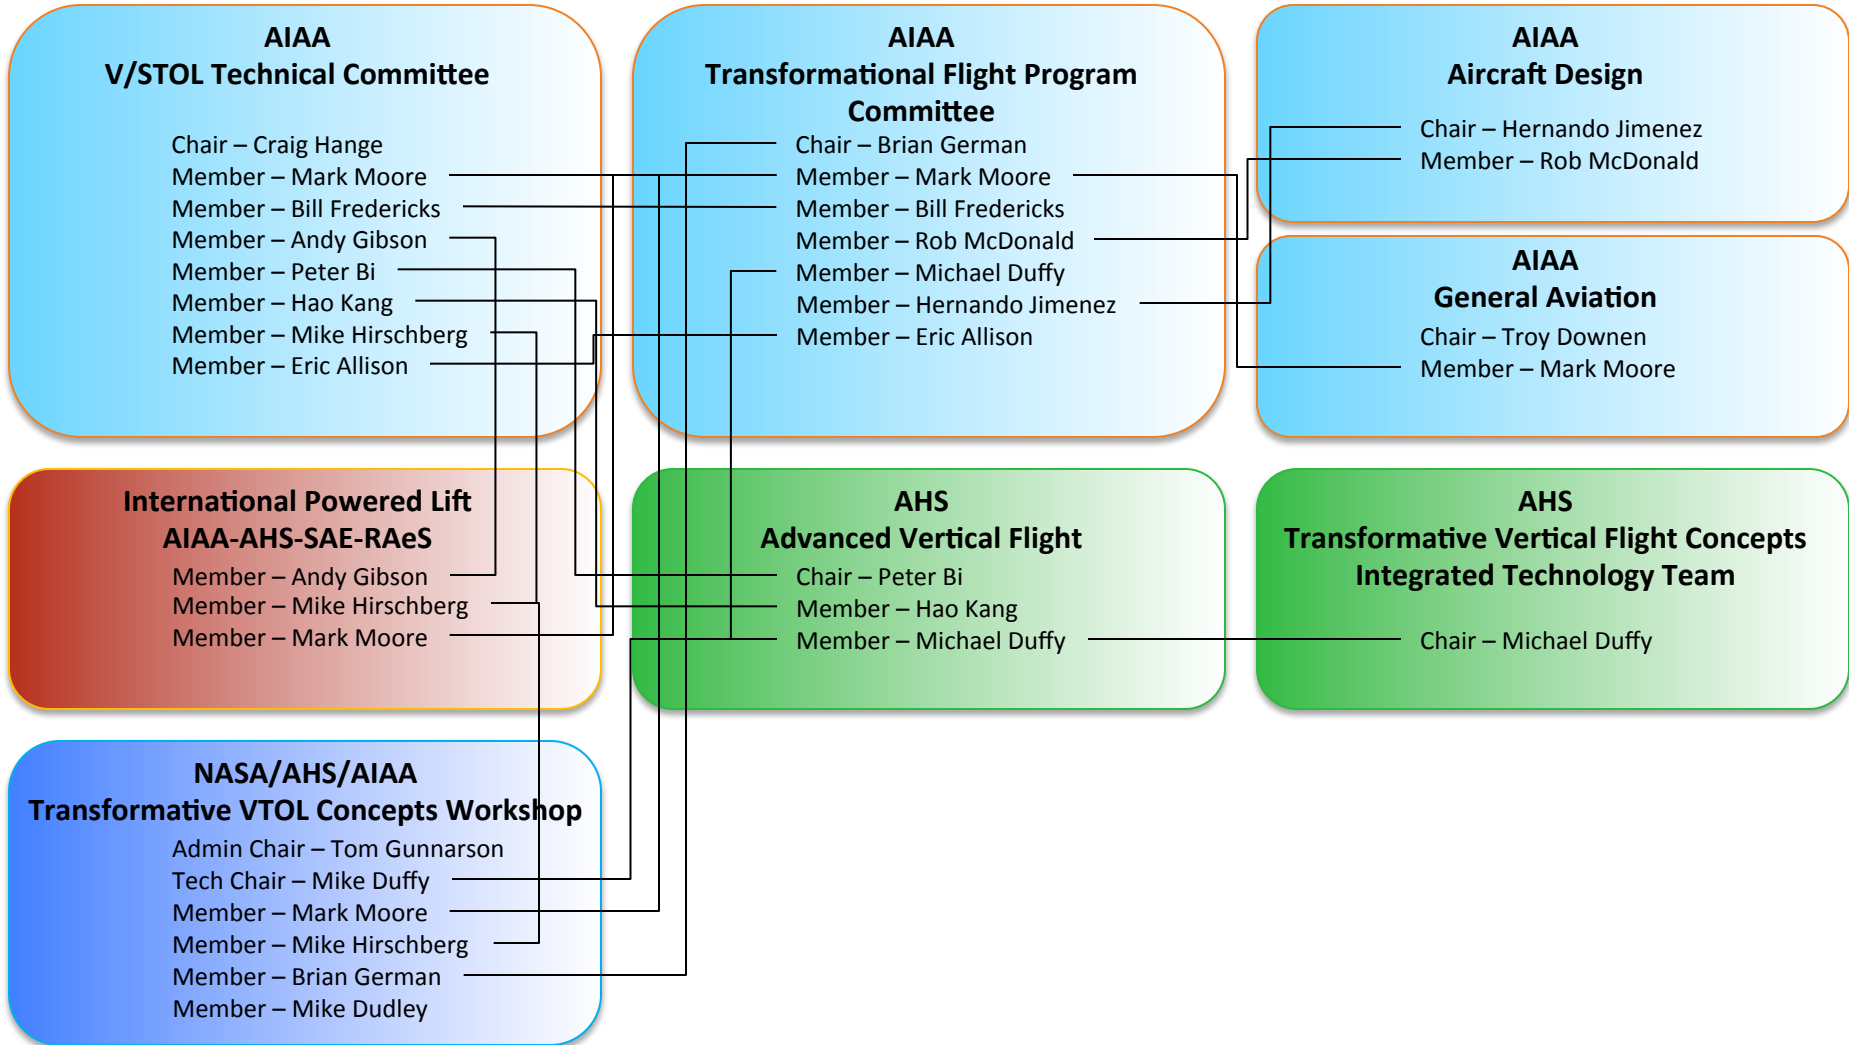 AIAA
V/STOL Technical Committee
Chair – Craig Hange
Member – Mark Moore
Member – Bill Fredericks
Member – Andy Gibson
Member – Peter Bi
Member – Hao Kang
Member – Mike Hirschberg
Member – Eric Allison
AIAA
Transformational Flight Program
Committee
Chair – Brian German
Member – Mark Moore
Member – Bill Fredericks
Member – Rob McDonald
Member – Michael Duffy
Member – Hernando Jimenez
Member – Eric Allison
AIAA
Aircraft Design
Chair – Hernando Jimenez
Member – Rob McDonald
AIAA
General Aviation
Chair – Troy Downen
Member – Mark Moore
International Powered Lift
AIAA-AHS-SAE-RAeS
Member – Andy Gibson
Member – Mike Hirschberg
Member – Mark Moore
AHS
Advanced Vertical Flight
Chair – Peter Bi
Member – Hao Kang
Member – Michael Duffy
AHS
Transformative Vertical Flight Concepts
Integrated Technology Team
Chair – Michael Duffy
NASA/AHS/AIAA
Transformative VTOL Concepts Workshop
Admin Chair – Tom Gunnarson
Tech Chair – Mike Duffy
Member – Mark Moore
Member – Mike Hirschberg
Member – Brian German
Member – Mike Dudley